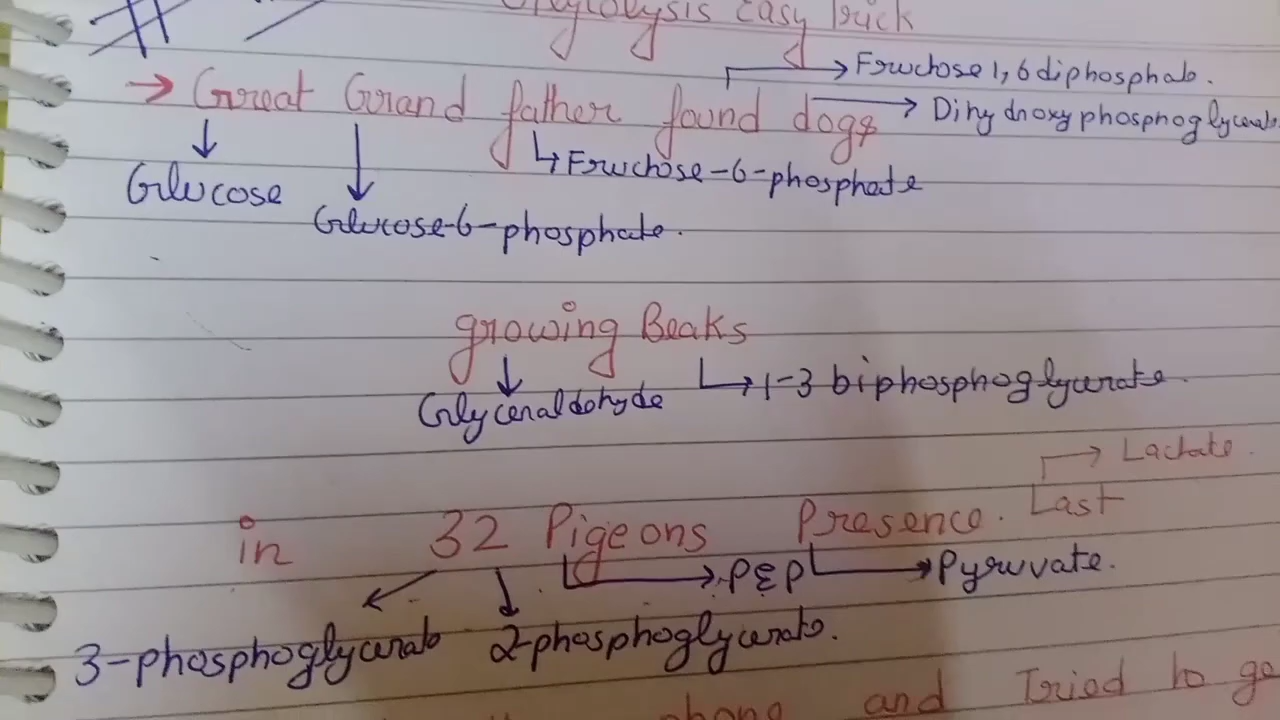 Glycolysis easy trick
Fructose 1, 6 diphosphate.
→ Great Grand father found dogs → Dihydroxyphosphoglycerate
Glucose → Fructose-6-phosphate
Glucose-6-phosphate.
growing Beaks
Glyceraldehyde → 1-3 biphosphoglycerate.
→ Lactate.
in 32 Pigeons Presence. Last
→ PEP → Pyruvate.
3-phosphoglycerate 2-phosphoglycerate.
and Tried to go